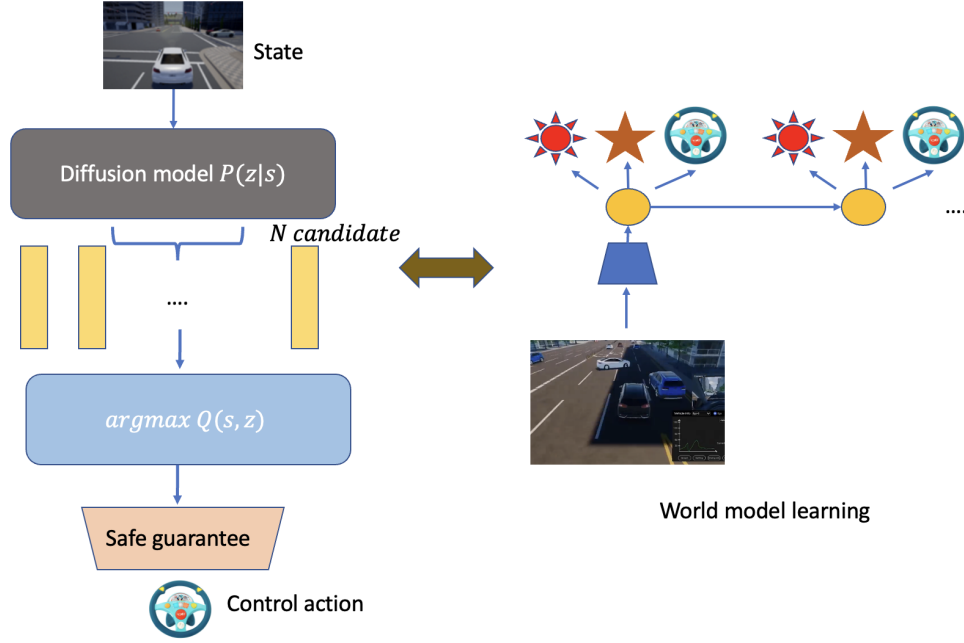 State
Diffusion model P(z|s)
N candidate
....
....
argmax Q(s, z)
Safe guarantee
World model learning
Control action